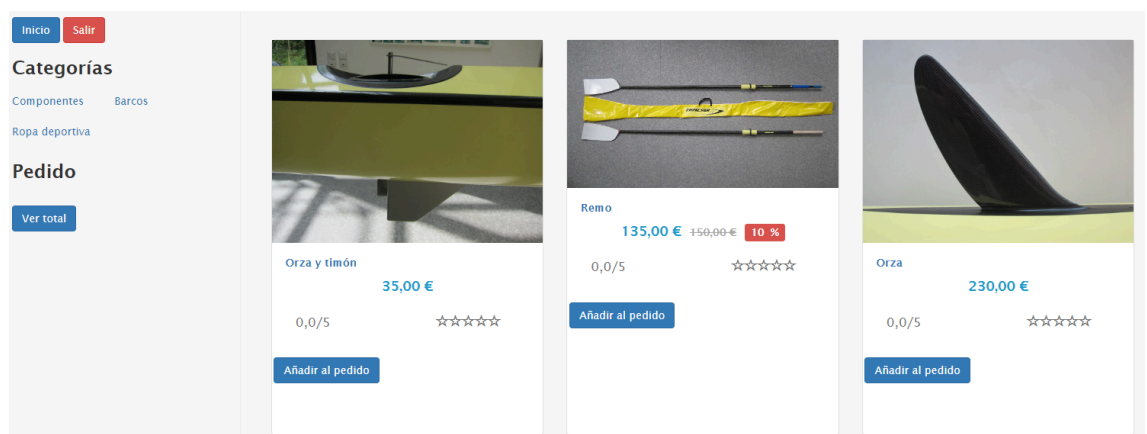 Inicio Salir
Categorías
Componentes Barcos
Ropa deportiva
Pedido
Ver total
Orza y timón
35,00 €
0,0/5 ☆☆☆☆☆
Añadir al pedido
Remo
135,00 € 150,00 € 10 %
0,0/5 ☆☆☆☆☆
Añadir al pedido
Orza
230,00 €
0,0/5 ☆☆☆☆☆
Añadir al pedido